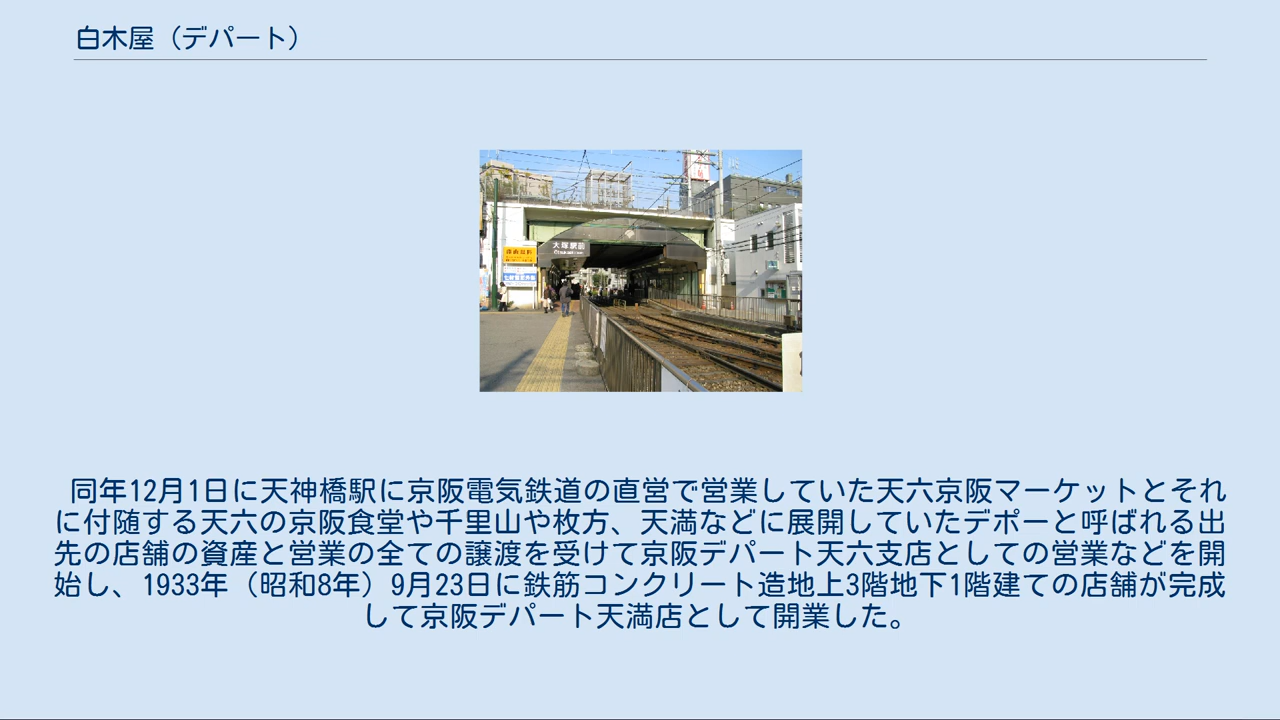 白木屋（デパート）
大塚駅前
同年12月1日に天神橋駅に京阪電気鉄道の直営で営業していた天六京阪マーケットとそれ
に付随する天六の京阪食堂や千里山や枚方、天満などに展開していたデポーと呼ばれる出
先の店舗の資産と営業の全ての譲渡を受けて京阪デパート天六支店としての営業などを開
始し、1933年（昭和8年）9月23日に鉄筋コンクリート造地上3階地下1階建ての店舗が完成
して京阪デパート天満店として開業した。